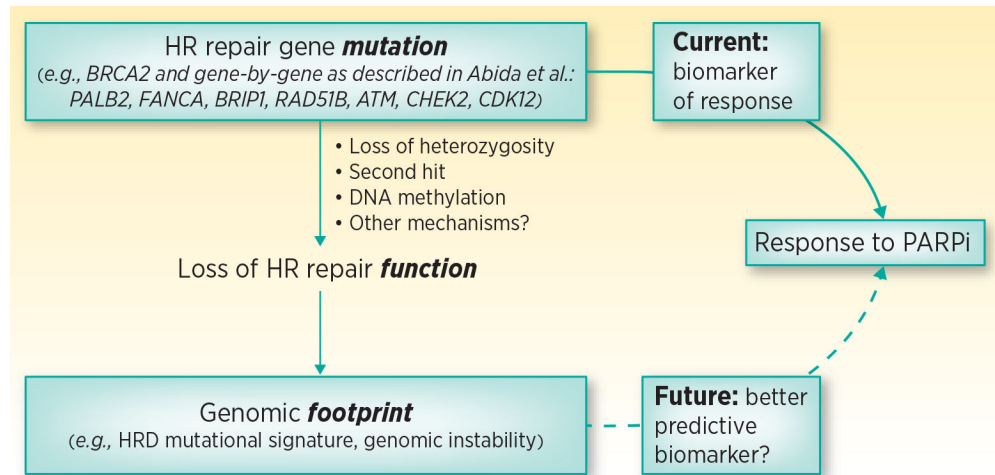 HR repair gene mutation
(e.g., BRCA2 and gene-by-gene as described in Abida et al.:
PALB2, FANCA, BRIP1, RAD51B, ATM, CHEK2, CDK12)
Current:
biomarker
of response
• Loss of heterozygosity
• Second hit
• DNA methylation
• Other mechanisms?
Response to PARPi
Loss of HR repair function
Genomic footprint
(e.g., HRD mutational signature, genomic instability)
Future: better
predictive
biomarker?